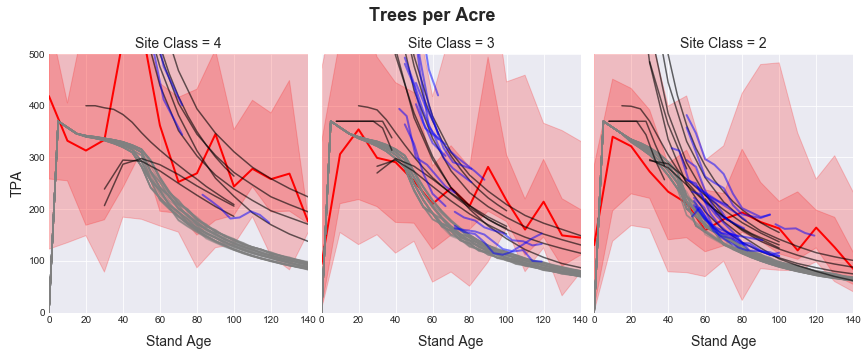 Trees per Acre
Site Class = 4
Site Class = 3
Site Class = 2
500
400
300
200
100
0
TPA
0 20 40 60 80 100 120 140
0 20 40 60 80 100 120 140
0 20 40 60 80 100 120 140
Stand Age
Stand Age
Stand Age